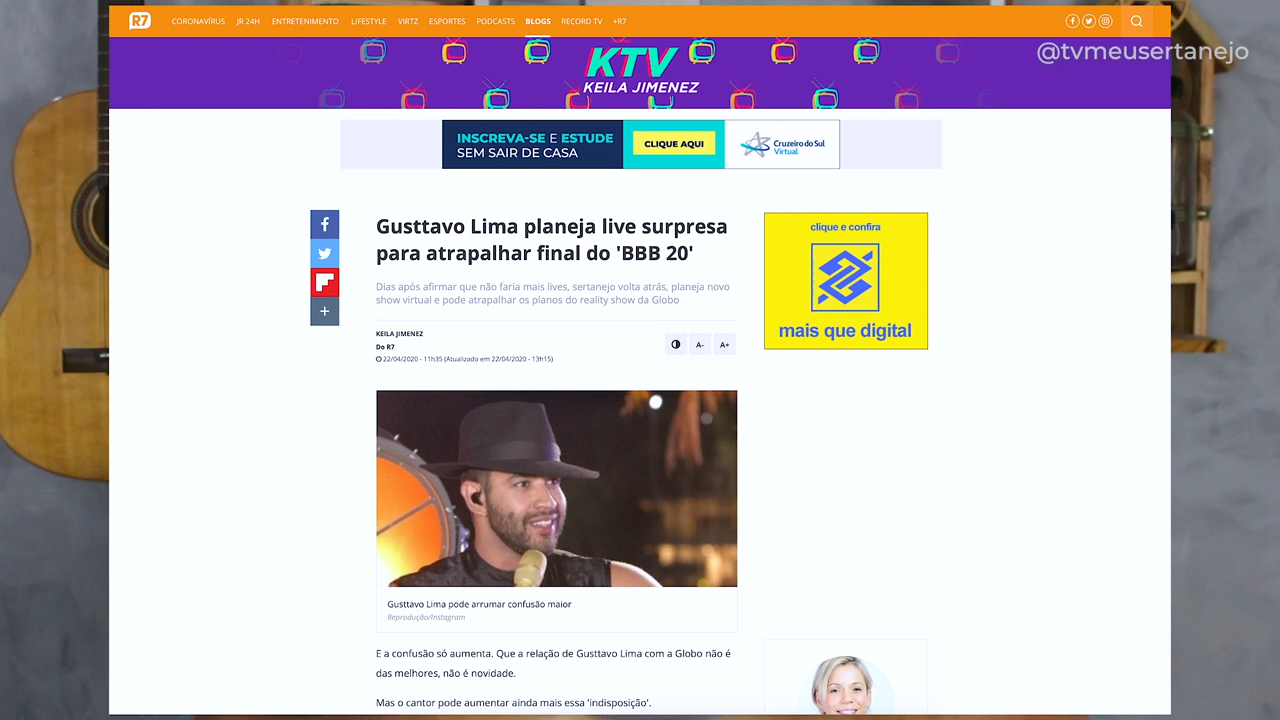 R7 CORONAVÍRUS JR 24H ENTRETENIMENTO LIFESTYLE VIRTZ ESPORTES PODCASTS BLOGS RECORD TV +R7
@tvmeusertanejo
KTV
KEILA JIMENEZ
INSCREVA-SE E ESTUDE
SEM SAIR DE CASA
CLIQUE AQUI
Cruzeiro do Sul
Virtual
Gusttavo Lima planeja live surpresa
para atrapalhar final do 'BBB 20'
Dias após afirmar que não faria mais lives, sertanejo volta atrás, planeja novo
show virtual e pode atrapalhar os planos do reality show da Globo
KEILA JIMENEZ
Do R7
22/04/2020 - 11h35 (Atualizado em 22/04/2020 - 13h15)
A- A+
clique e confira
mais que digital
Gusttavo Lima pode arrumar confusão maior
Reprodução/Instagram
E a confusão só aumenta. Que a relação de Gusttavo Lima com a Globo não é
das melhores, não é novidade.
Mas o cantor pode aumentar ainda mais essa 'indisposição'.